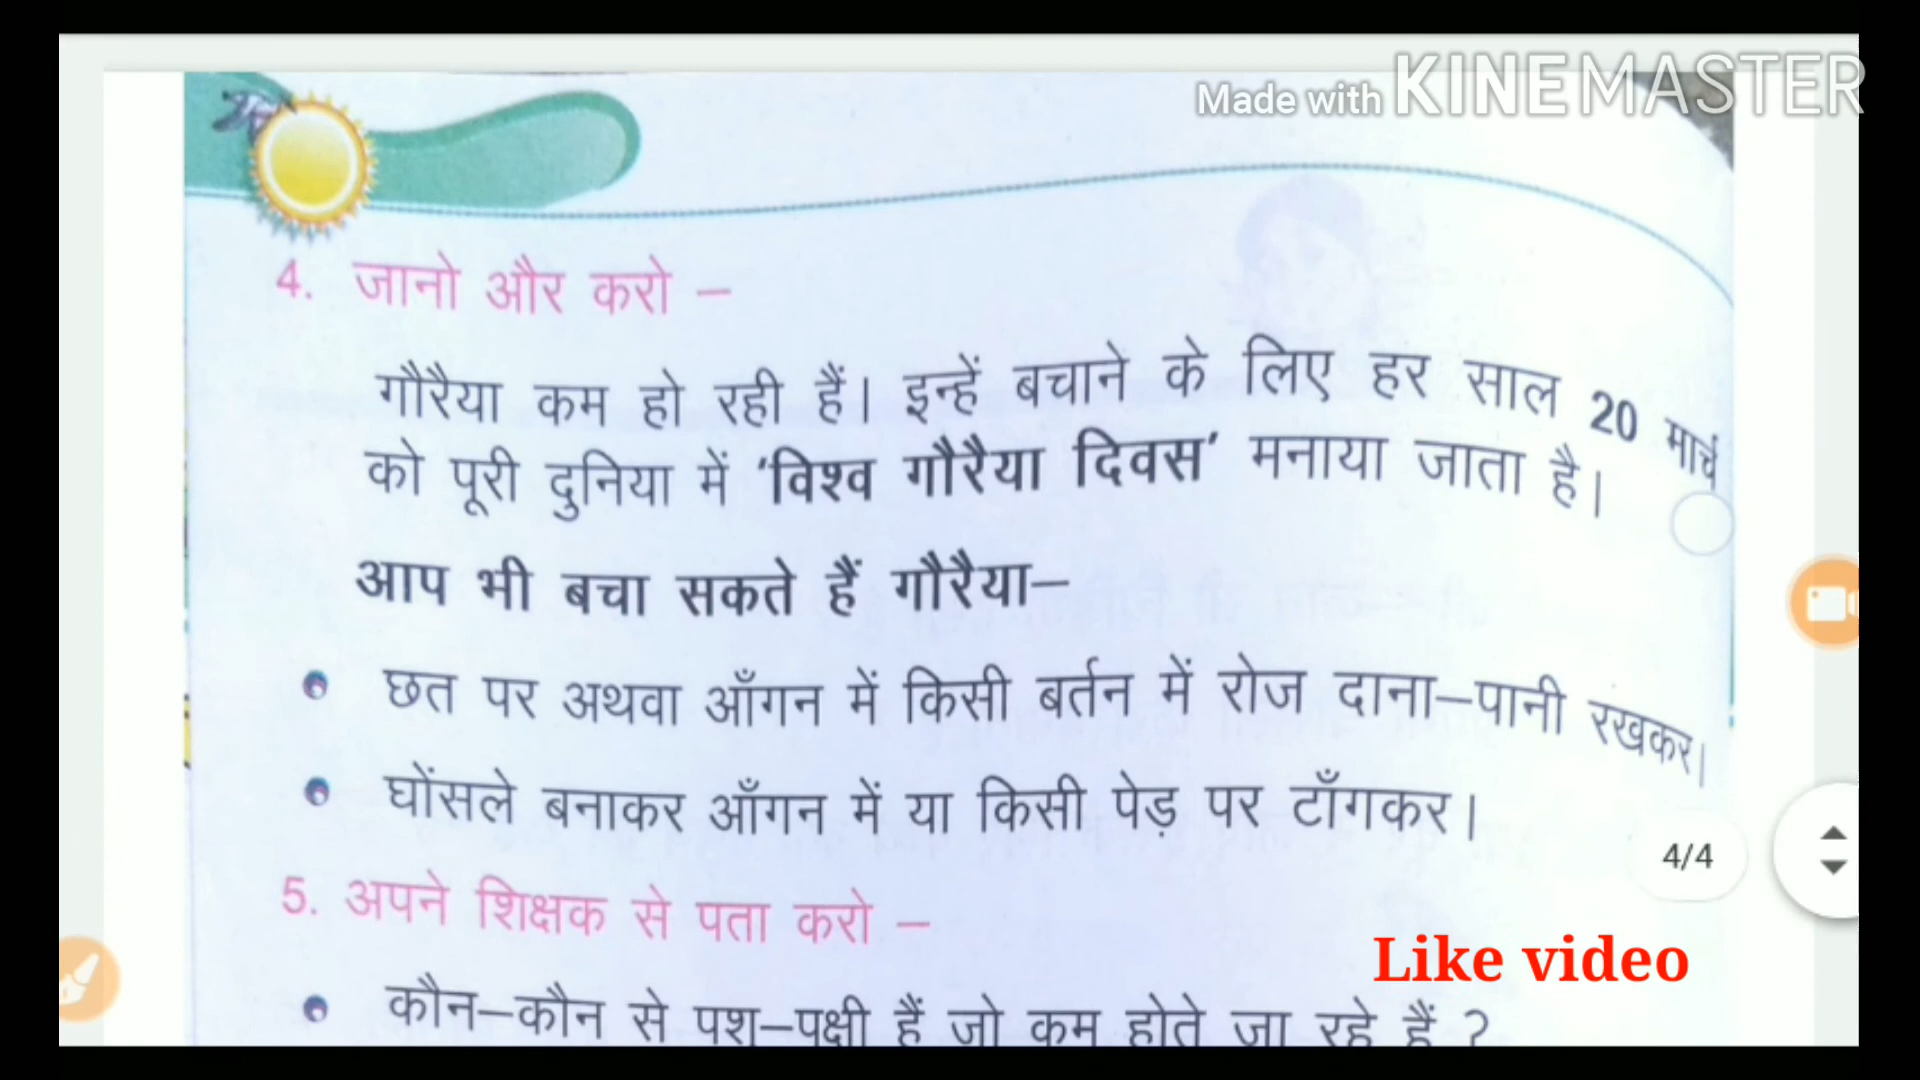 Made with KINEMASTER
4. जानो और करो –
गौरैया कम हो रही हैं। इन्हें बचाने के लिए हर साल 20 मार्च
को पूरी दुनिया में 'विश्व गौरैया दिवस' मनाया जाता है।
आप भी बचा सकते हैं गौरैया–
छत पर अथवा आँगन में किसी बर्तन में रोज दाना–पानी रखकर।
घोंसले बनाकर आँगन में या किसी पेड़ पर टाँगकर।
4/4
5. अपने शिक्षक से पता करो –
Like video
कौन–कौन से पशु–पक्षी हैं जो कम होते जा रहे हैं ?